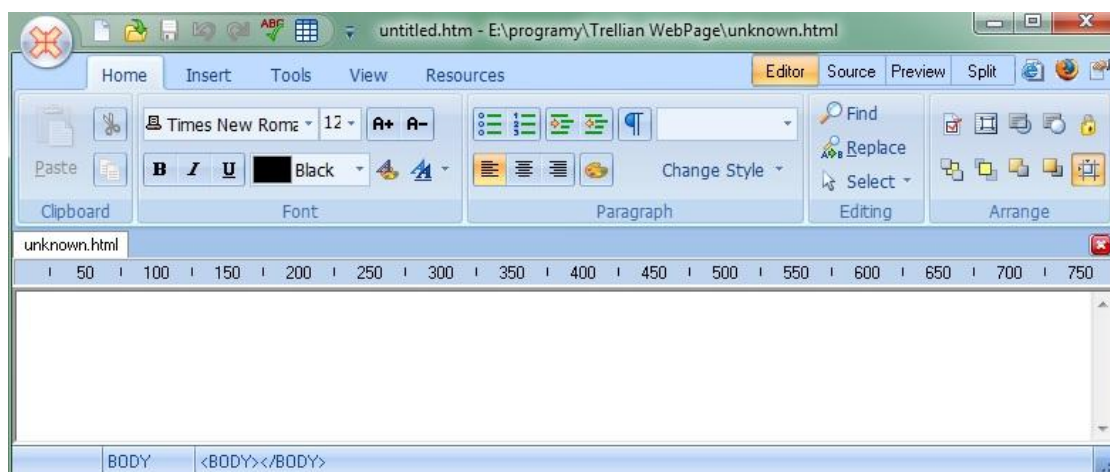 ABC untitled.htm - E:\programy\Trellian WebPage\unknown.html
Home Insert Tools View Resources Editor Source Preview Split
Times New Roma 12 A+ A- Find
Replace
Paste B I U Black Change Style Select
Clipboard Font Paragraph Editing Arrange
unknown.html
50 100 150 200 250 300 350 400 450 500 550 600 650 700 750
BODY <BODY></BODY>